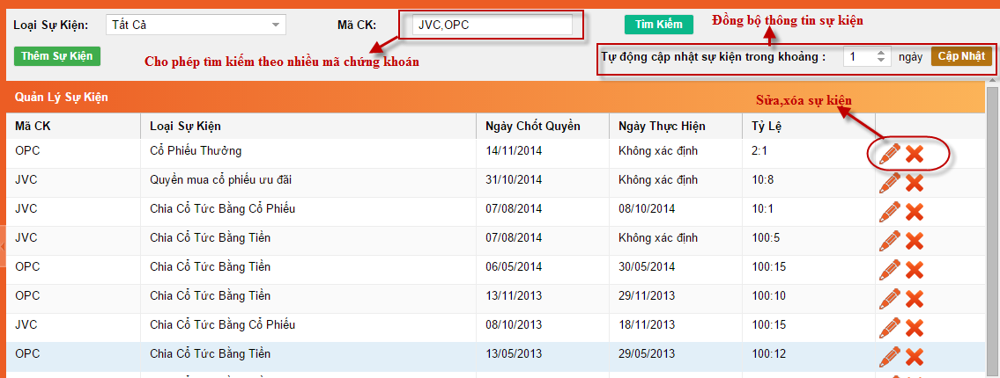 Loại Sự Kiện: Tất Cả Mã CK: JVC,OPC Tìm Kiếm Đồng bộ thông tin sự kiện
Thêm Sự Kiện Cho phép tìm kiếm theo nhiều mã chứng khoán Tự động cập nhật sự kiện trong khoảng : 1 ngày Cập Nhật
Quản Lý Sự Kiện Sửa,xóa sự kiện
Mã CK Loại Sự Kiện Ngày Chốt Quyền Ngày Thực Hiện Tỷ Lệ
OPC Cổ Phiếu Thưởng 14/11/2014 Không xác định 2:1
JVC Quyền mua cổ phiếu ưu đãi 31/10/2014 Không xác định 10:8
JVC Chia Cổ Tức Bằng Cổ Phiếu 07/08/2014 08/10/2014 10:1
JVC Chia Cổ Tức Bằng Tiền 07/08/2014 Không xác định 100:5
OPC Chia Cổ Tức Bằng Tiền 06/05/2014 30/05/2014 100:15
OPC Chia Cổ Tức Bằng Tiền 13/11/2013 29/11/2013 100:10
JVC Chia Cổ Tức Bằng Cổ Phiếu 08/10/2013 18/11/2013 100:15
OPC Chia Cổ Tức Bằng Tiền 13/05/2013 29/05/2013 100:12